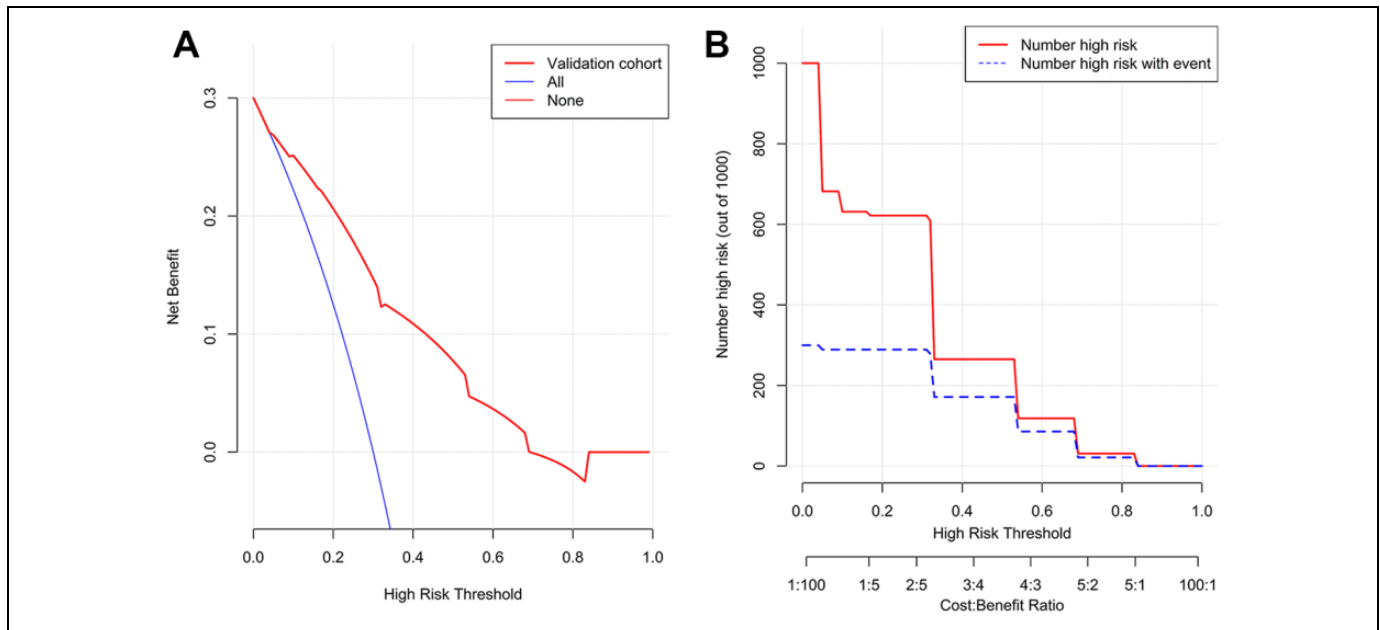 A
Validation cohort
All
None
Net Benefit
0.3
0.2
0.1
0.0
0.0 0.2 0.4 0.6 0.8 1.0
High Risk Threshold
B
Number high risk
Number high risk with event
Number high risk (out of 1000)
1000
800
600
400
200
0
0.0 0.2 0.4 0.6 0.8 1.0
High Risk Threshold
1:100 1:5 2:5 3:4 4:3 5:2 5:1 100:1
Cost:Benefit Ratio